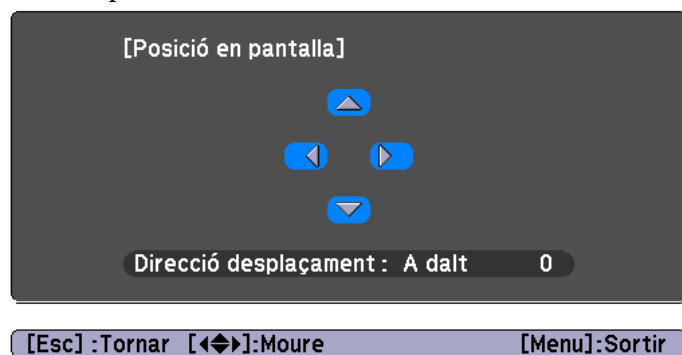 [Posició en pantalla]
Direcció desplaçament : A dalt 0
[Esc] :Tornar [◀◆▶]:Moure [Menu]:Sortir